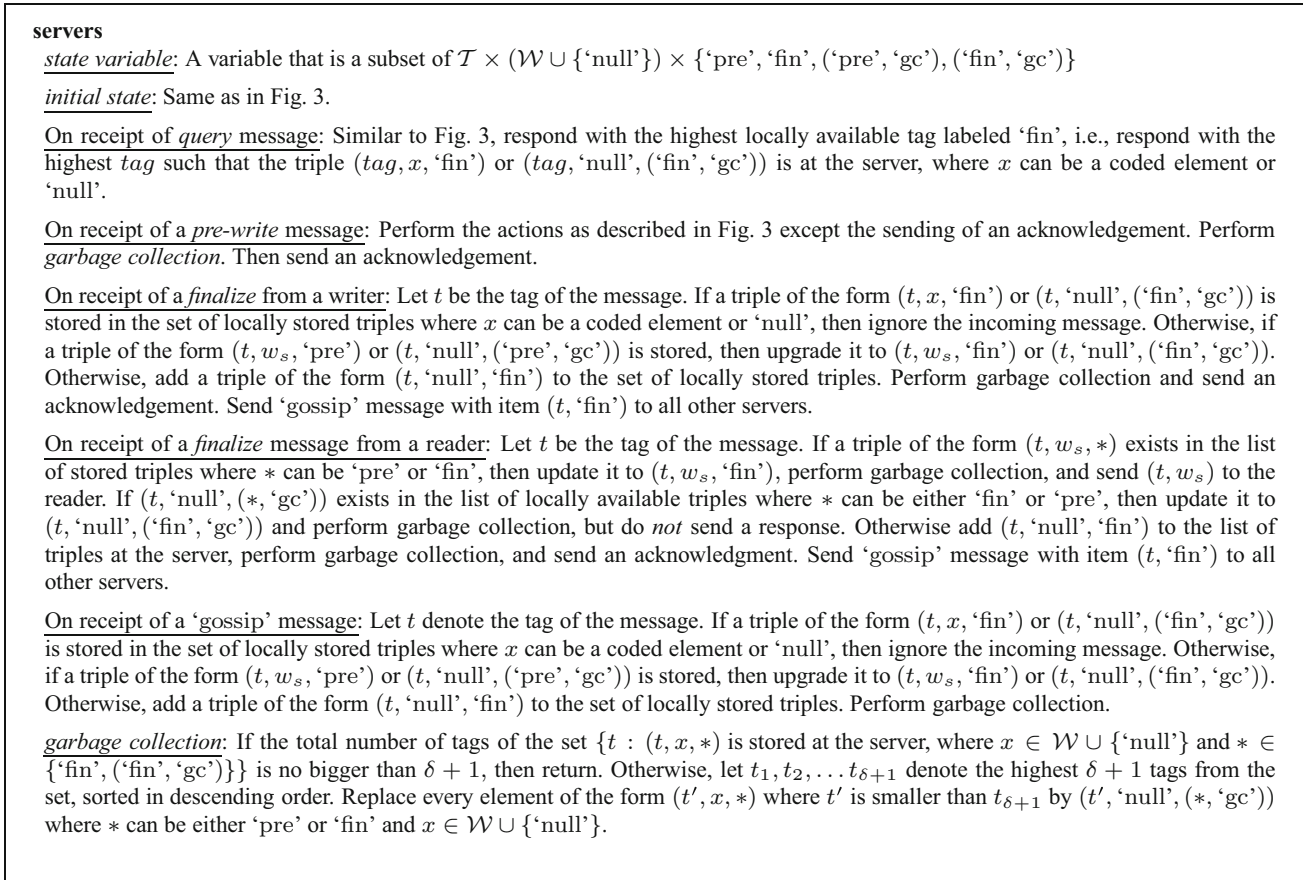 servers
state variable: A variable that is a subset of 𝒯 × (𝒲 ∪ {‘null’}) × {‘pre’, ‘fin’, (‘pre’, ‘gc’), (‘fin’, ‘gc’)}
initial state: Same as in Fig. 3.
On receipt of query message: Similar to Fig. 3, respond with the highest locally available tag labeled ‘fin’, i.e., respond with the
highest tag such that the triple (tag, x, ‘fin’) or (tag, ‘null’, (‘fin’, ‘gc’)) is at the server, where x can be a coded element or
‘null’.
On receipt of a pre-write message: Perform the actions as described in Fig. 3 except the sending of an acknowledgement. Perform
garbage collection. Then send an acknowledgement.
On receipt of a finalize from a writer: Let t be the tag of the message. If a triple of the form (t, x, ‘fin’) or (t, ‘null’, (‘fin’, ‘gc’)) is
stored in the set of locally stored triples where x can be a coded element or ‘null’, then ignore the incoming message. Otherwise, if
a triple of the form (t, wₛ, ‘pre’) or (t, ‘null’, (‘pre’, ‘gc’)) is stored, then upgrade it to (t, wₛ, ‘fin’) or (t, ‘null’, (‘fin’, ‘gc’)).
Otherwise, add a triple of the form (t, ‘null’, ‘fin’) to the set of locally stored triples. Perform garbage collection and send an
acknowledgement. Send ‘gossip’ message with item (t, ‘fin’) to all other servers.
On receipt of a finalize message from a reader: Let t be the tag of the message. If a triple of the form (t, wₛ, *) exists in the list
of stored triples where * can be ‘pre’ or ‘fin’, then update it to (t, wₛ, ‘fin’), perform garbage collection, and send (t, wₛ) to the
reader. If (t, ‘null’, (*, ‘gc’)) exists in the list of locally available triples where * can be either ‘fin’ or ‘pre’, then update it to
(t, ‘null’, (‘fin’, ‘gc’)) and perform garbage collection, but do not send a response. Otherwise add (t, ‘null’, ‘fin’) to the list of
triples at the server, perform garbage collection, and send an acknowledgment. Send ‘gossip’ message with item (t, ‘fin’) to all
other servers.
On receipt of a ‘gossip’ message: Let t denote the tag of the message. If a triple of the form (t, x, ‘fin’) or (t, ‘null’, (‘fin’, ‘gc’))
is stored in the set of locally stored triples where x can be a coded element or ‘null’, then ignore the incoming message. Otherwise,
if a triple of the form (t, wₛ, ‘pre’) or (t, ‘null’, (‘pre’, ‘gc’)) is stored, then upgrade it to (t, wₛ, ‘fin’) or (t, ‘null’, (‘fin’, ‘gc’)).
Otherwise, add a triple of the form (t, ‘null’, ‘fin’) to the set of locally stored triples. Perform garbage collection.
garbage collection: If the total number of tags of the set {t : (t, x, *) is stored at the server, where x ∈ 𝒲 ∪ {‘null’} and * ∈
{‘fin’, (‘fin’, ‘gc’)}} is no bigger than δ + 1, then return. Otherwise, let t₁, t₂, … t_{δ+1} denote the highest δ + 1 tags from the
set, sorted in descending order. Replace every element of the form (t′, x, *) where t′ is smaller than t_{δ+1} by (t′, ‘null’, (*, ‘gc’))
where * can be either ‘pre’ or ‘fin’ and x ∈ 𝒲 ∪ {‘null’}.